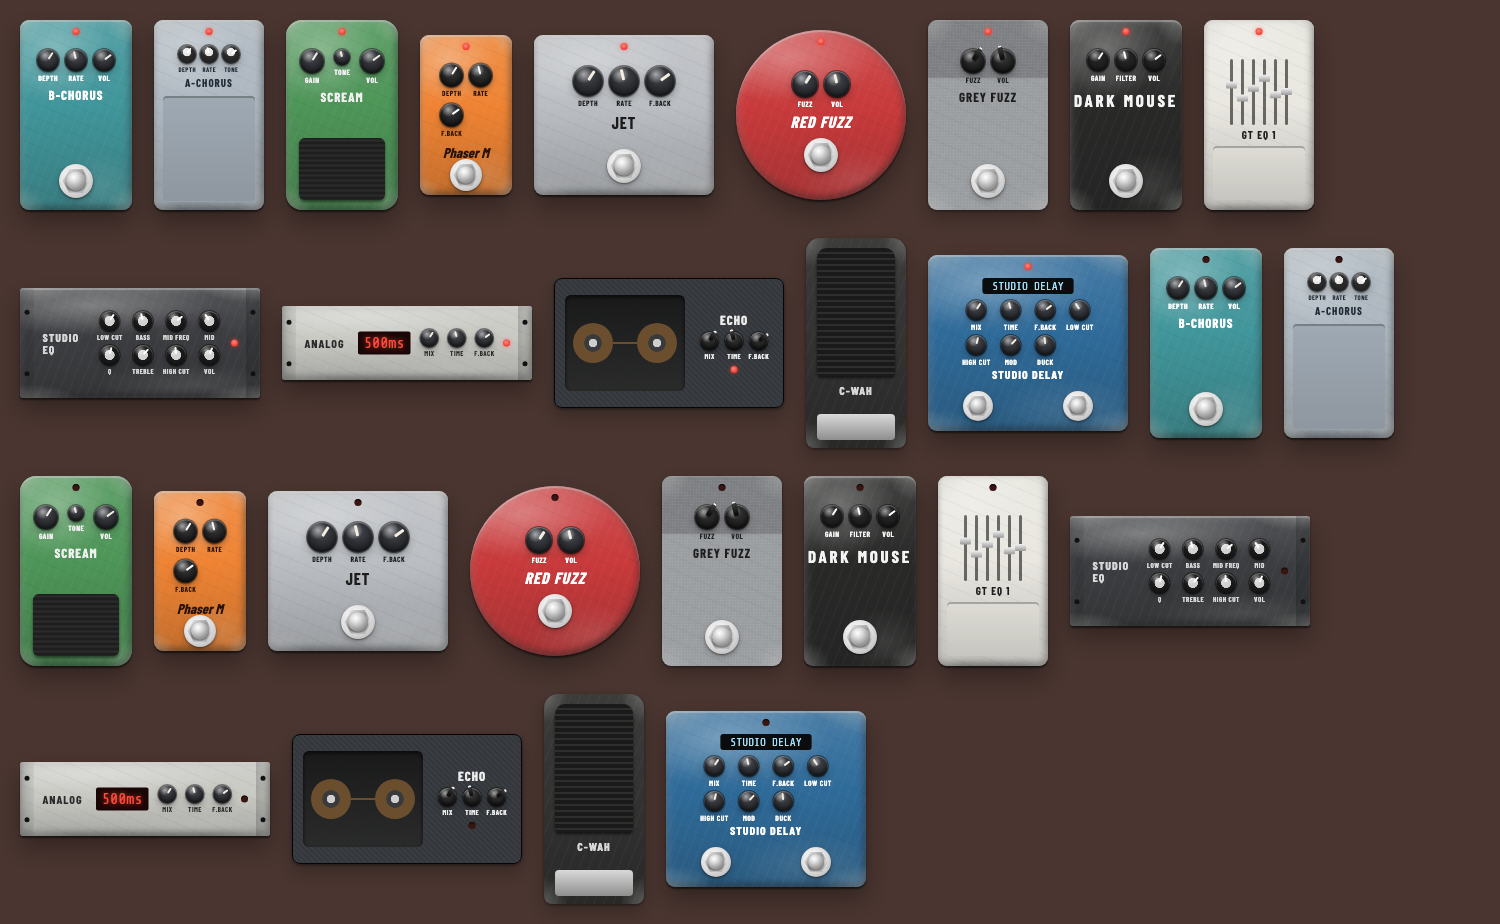 DEPTH RATE VOL
B-CHORUS
DEPTH RATE TONE
A-CHORUS
GAIN TONE VOL
SCREAM
DEPTH RATE
F.BACK
Phaser M
DEPTH RATE F.BACK
JET
FUZZ VOL
RED FUZZ
FUZZ VOL
GREY FUZZ
GAIN FILTER VOL
DARK MOUSE
GT EQ 1
STUDIO
EQ
LOW CUT BASS MID FREQ MID
Q TREBLE HIGH CUT VOL
ANALOG
500ms
MIX TIME F.BACK
ECHO
MIX TIME F.BACK
C-WAH
STUDIO DELAY
MIX TIME F.BACK LOW CUT
HIGH CUT MOD DUCK
STUDIO DELAY
DEPTH RATE VOL
B-CHORUS
DEPTH RATE TONE
A-CHORUS
GAIN TONE VOL
SCREAM
DEPTH RATE
F.BACK
Phaser M
DEPTH RATE F.BACK
JET
FUZZ VOL
RED FUZZ
FUZZ VOL
GREY FUZZ
GAIN FILTER VOL
DARK MOUSE
GT EQ 1
STUDIO
EQ
LOW CUT BASS MID FREQ MID
Q TREBLE HIGH CUT VOL
ANALOG
500ms
MIX TIME F.BACK
ECHO
MIX TIME F.BACK
C-WAH
STUDIO DELAY
MIX TIME F.BACK LOW CUT
HIGH CUT MOD DUCK
STUDIO DELAY